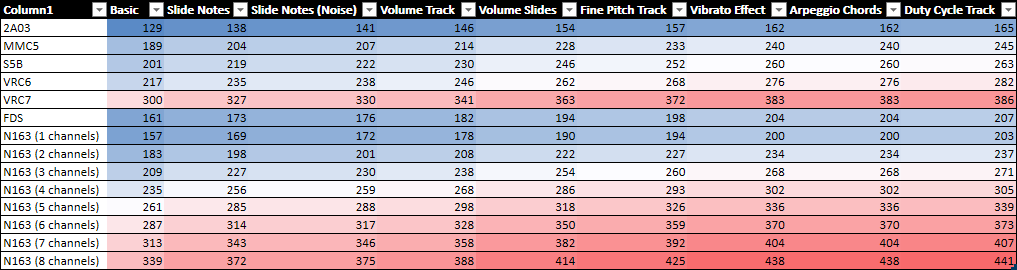 Column1 Basic Slide Notes Slide Notes (Noise) Volume Track Volume Slides Fine Pitch Track Vibrato Effect Arpeggio Chords Duty Cycle Track
2A03 129 138 141 146 154 157 162 162 165
MMC5 189 204 207 214 228 233 240 240 245
S5B 201 219 222 230 246 252 260 260 263
VRC6 217 235 238 246 262 268 276 276 282
VRC7 300 327 330 341 363 372 383 383 386
FDS 161 173 176 182 194 198 204 204 207
N163 (1 channels) 157 169 172 178 190 194 200 200 203
N163 (2 channels) 183 198 201 208 222 227 234 234 237
N163 (3 channels) 209 227 230 238 254 260 268 268 271
N163 (4 channels) 235 256 259 268 286 293 302 302 305
N163 (5 channels) 261 285 288 298 318 326 336 336 339
N163 (6 channels) 287 314 317 328 350 359 370 370 373
N163 (7 channels) 313 343 346 358 382 392 404 404 407
N163 (8 channels) 339 372 375 388 414 425 438 438 441